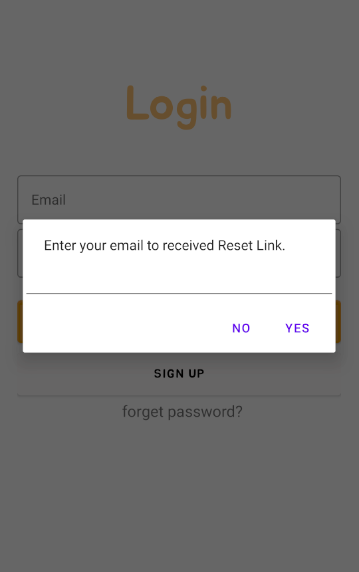 Login
Email
Enter your email to received Reset Link.
NO YES
SIGN UP
forget password?